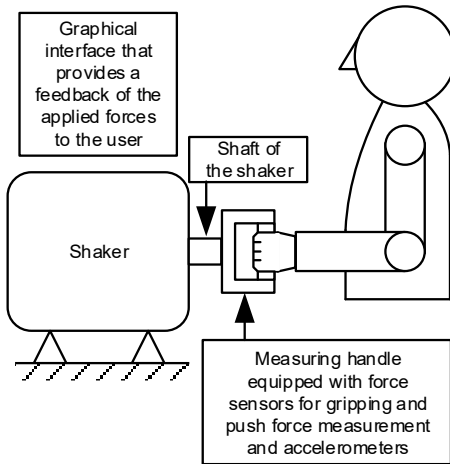 Graphical
interface that
provides a
feedback of the
applied forces
to the user
Shaft of
the shaker
Shaker
Measuring handle
equipped with force
sensors for gripping and
push force measurement
and accelerometers